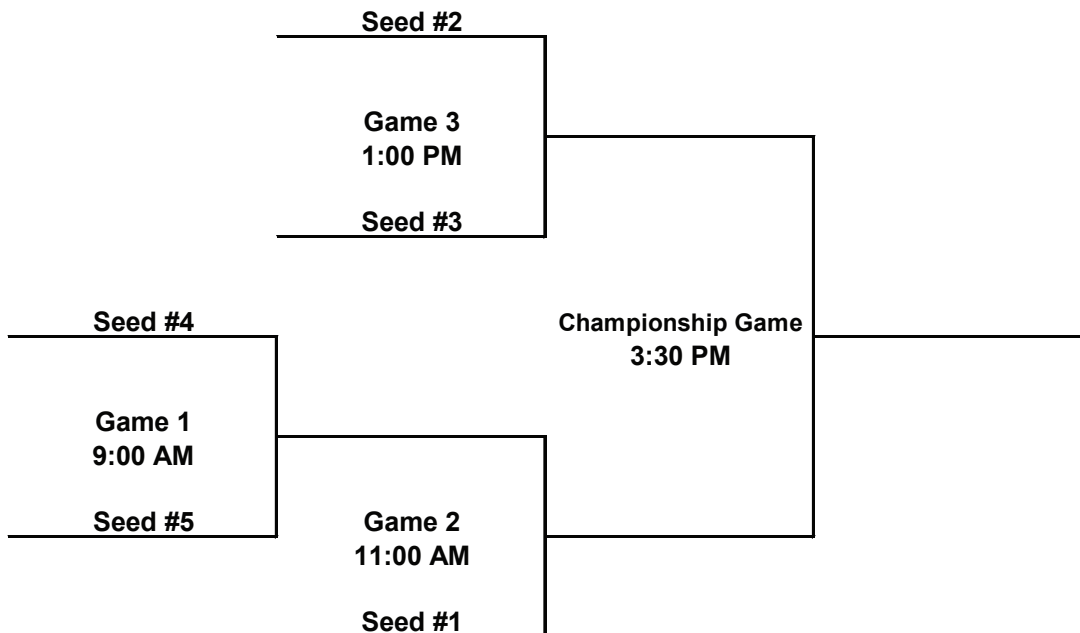 Seed #2
Game 3
1:00 PM
Seed #3
Seed #4
Championship Game
3:30 PM
Game 1
9:00 AM
Seed #5
Game 2
11:00 AM
Seed #1